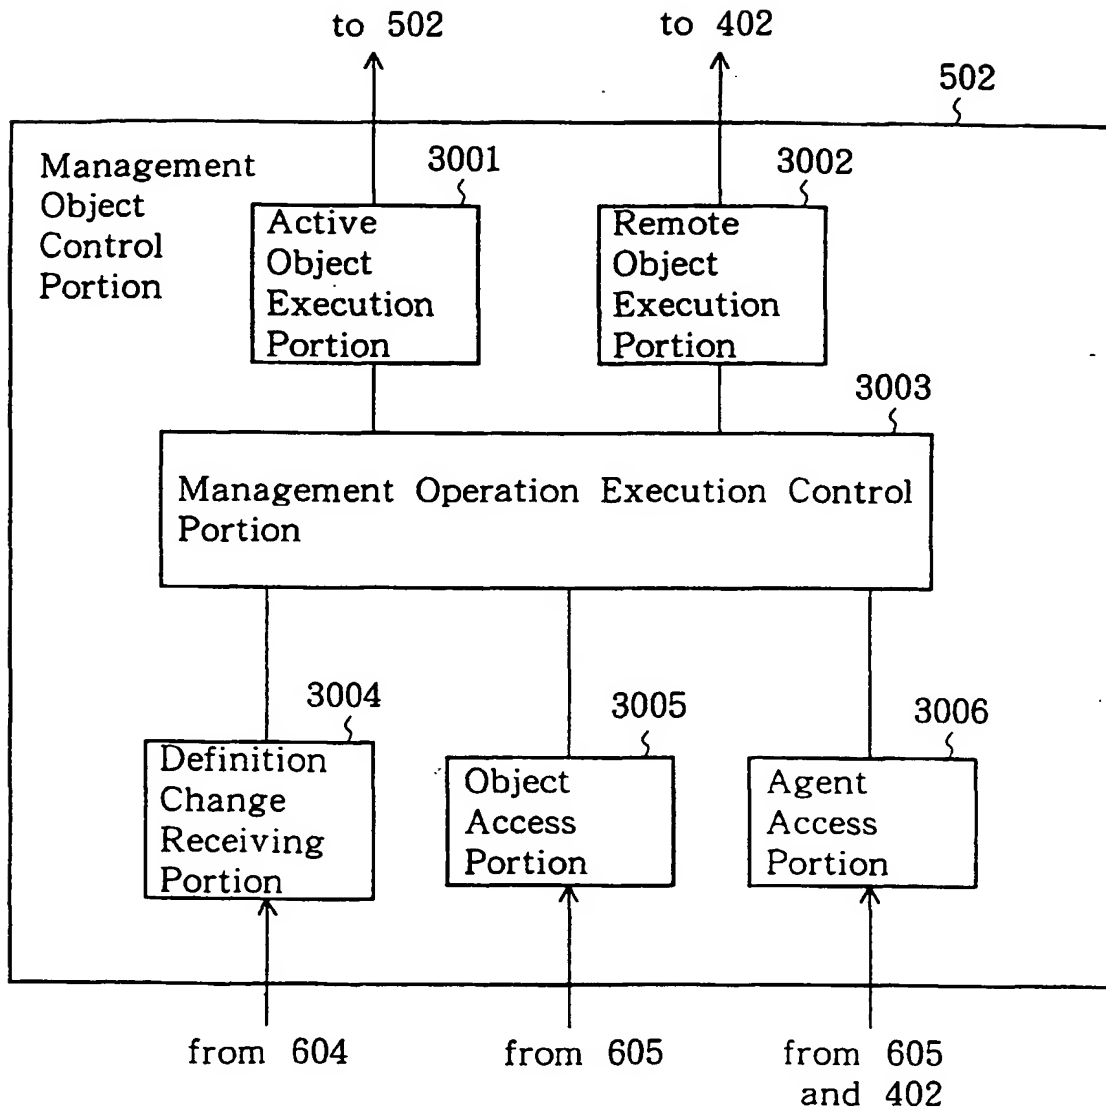 to 502
to 402
502
Management
Object
Control
Portion
3001
Active
Object
Execution
Portion
3002
Remote
Object
Execution
Portion
3003
Management Operation Execution Control
Portion
3004
Definition
Change
Receiving
Portion
3005
Object
Access
Portion
3006
Agent
Access
Portion
from 604
from 605
from 605
and 402